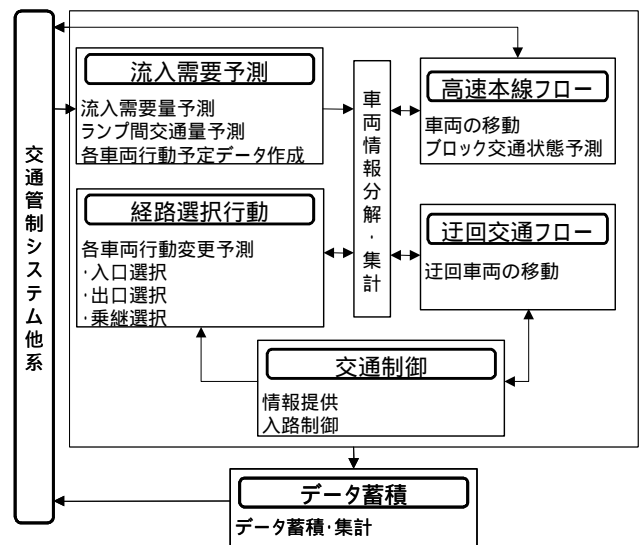 交通管制システム他系
流入需要予測
流入需要量予測
ランプ間交通量予測
各車両行動予定データ作成
経路選択行動
各車両行動変更予測
・入口選択
・出口選択
・乗継選択
車両情報分解・集計
高速本線フロー
車両の移動
ブロック交通状態予測
迂回交通フロー
迂回車両の移動
交通制御
情報提供
入路制御
データ蓄積
データ蓄積・集計